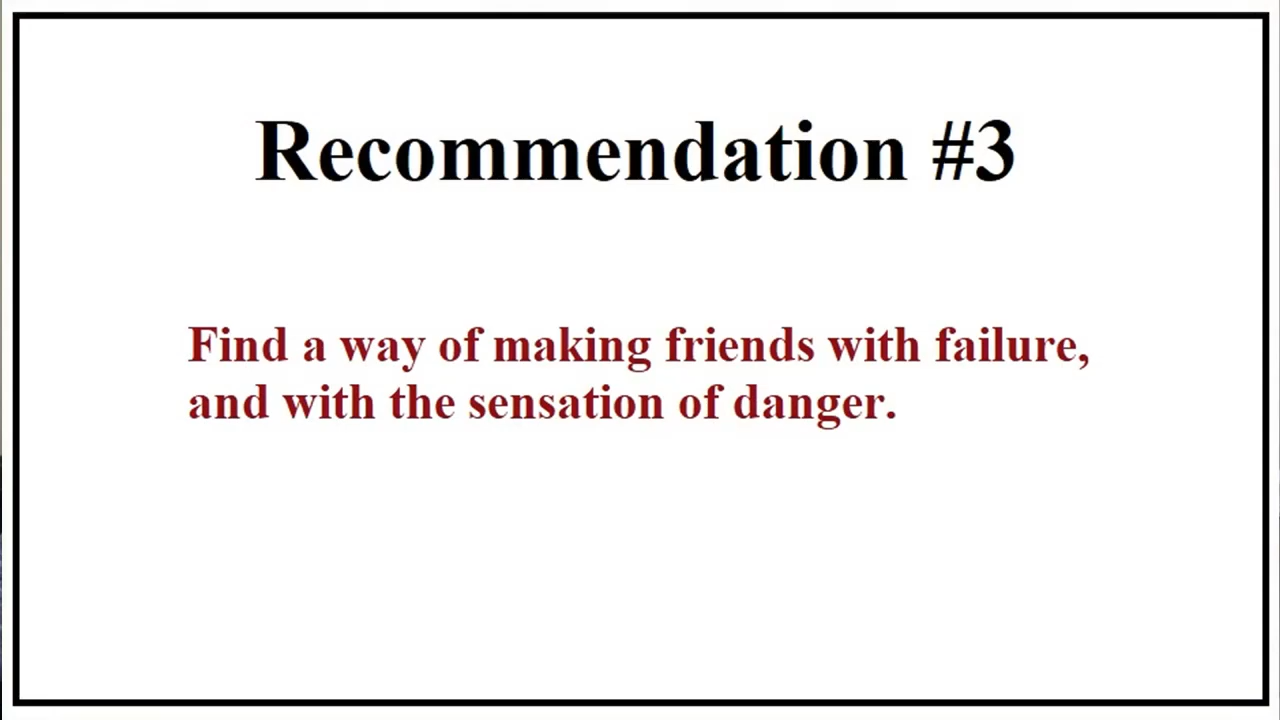 Recommendation #3
Find a way of making friends with failure,
and with the sensation of danger.